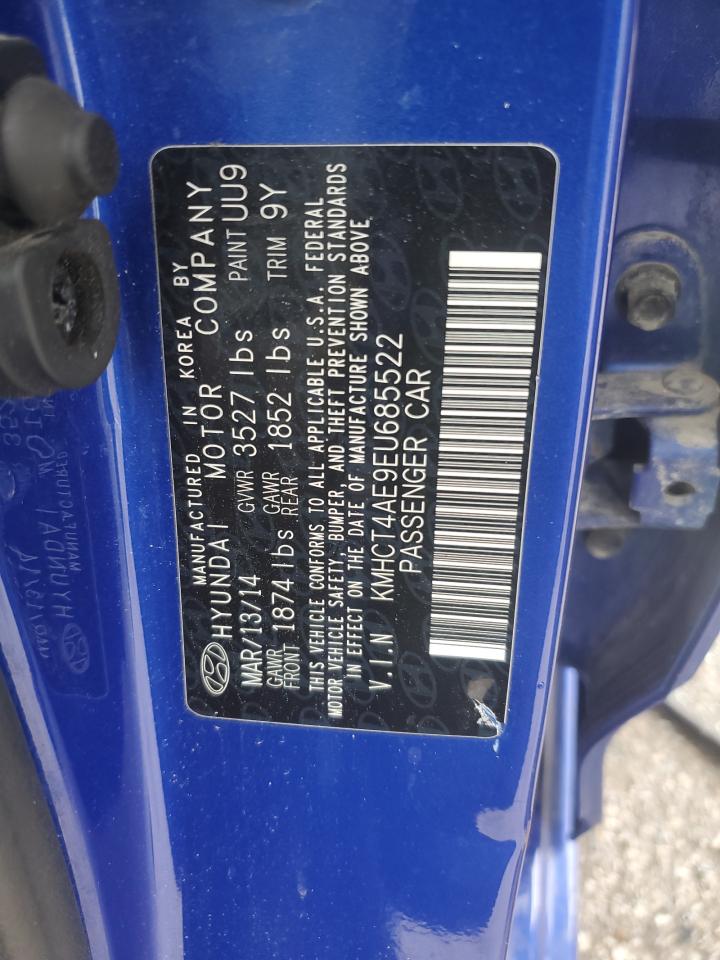 MANUFACTURED IN KOREA BY
HYUNDAI MOTOR COMPANY
MAR/13/14 GVWR 3527 lbs PAINT UU9
GAWR FRONT 1874 lbs GAWR REAR 1852 lbs TRIM 9Y
THIS VEHICLE CONFORMS TO ALL APPLICABLE U.S.A. FEDERAL
MOTOR VEHICLE SAFETY, BUMPER, AND THEFT PREVENTION STANDARDS
IN EFFECT ON THE DATE OF MANUFACTURE SHOWN ABOVE
V.I.N KMHCT4AE9EU685522
PASSENGER CAR